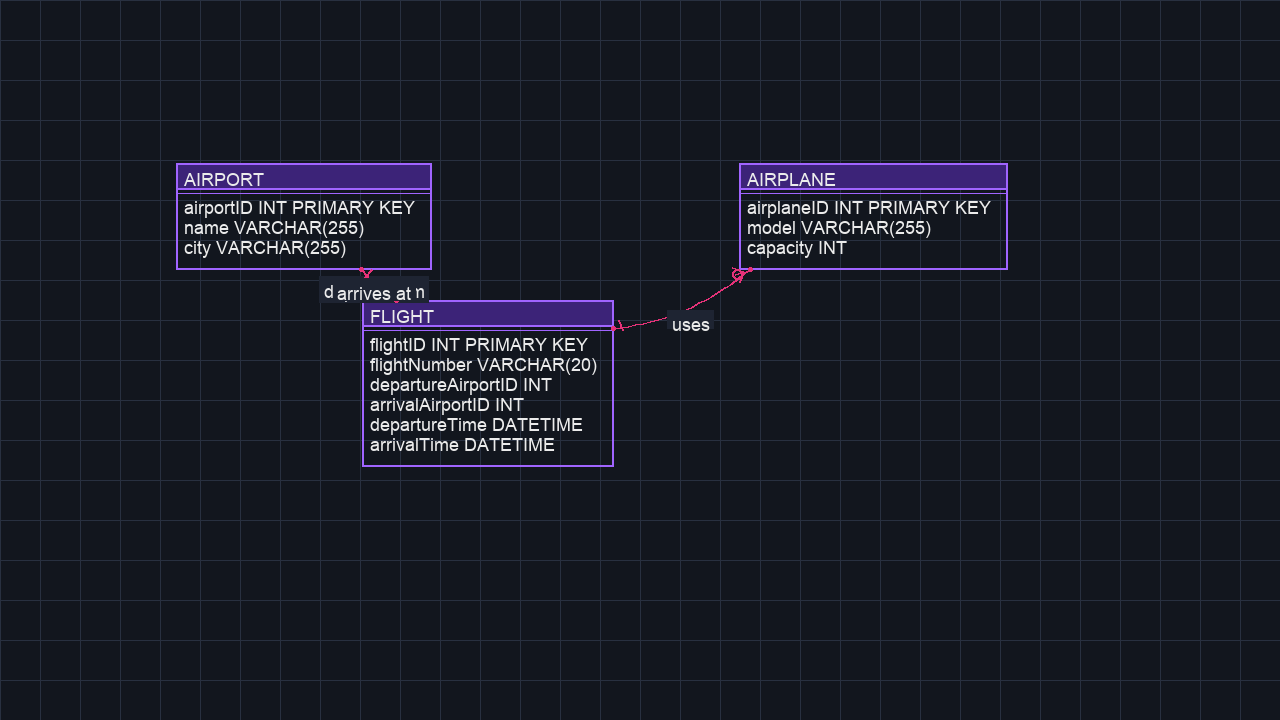 AIRPORT
airportID INT PRIMARY KEY
name VARCHAR(255)
city VARCHAR(255)
AIRPLANE
airplaneID INT PRIMARY KEY
model VARCHAR(255)
capacity INT
arrives at
uses
FLIGHT
flightID INT PRIMARY KEY
flightNumber VARCHAR(20)
departureAirportID INT
arrivalAirportID INT
departureTime DATETIME
arrivalTime DATETIME